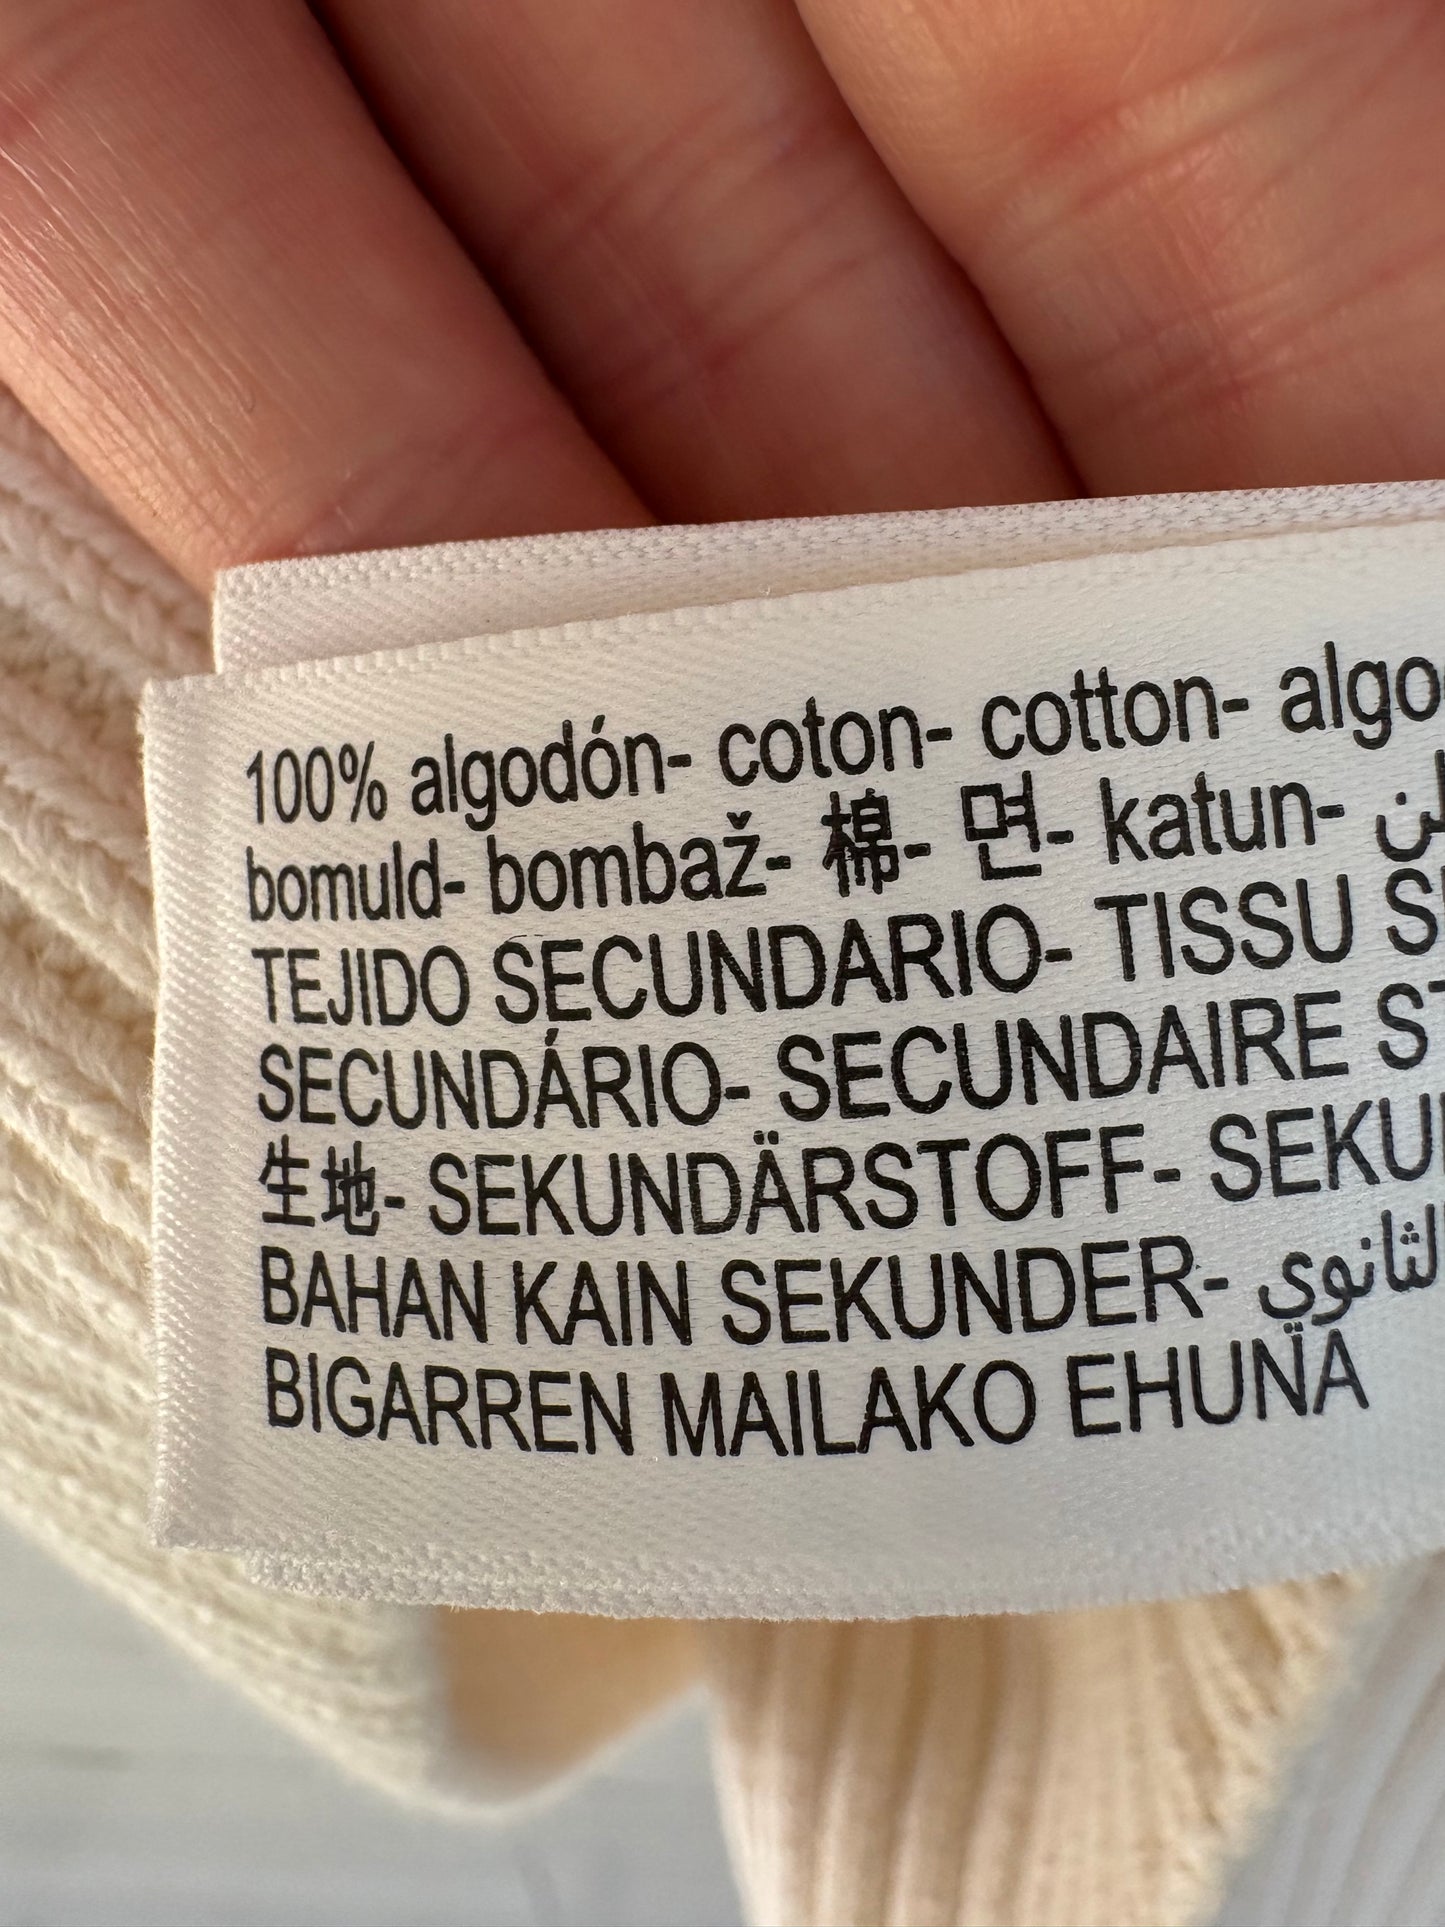 100% algodón- coton- cotton- algo
bomuld- bombaž- 棉- 면- katun-
TEJIDO SECUNDARIO- TISSU
SECUNDÁRIO- SECUNDAIRE
生地- SEKUNDÄRSTOFF- SEKU
BAHAN KAIN SEKUNDER- الثانوي
BIGARREN MAILAKO EHUNA